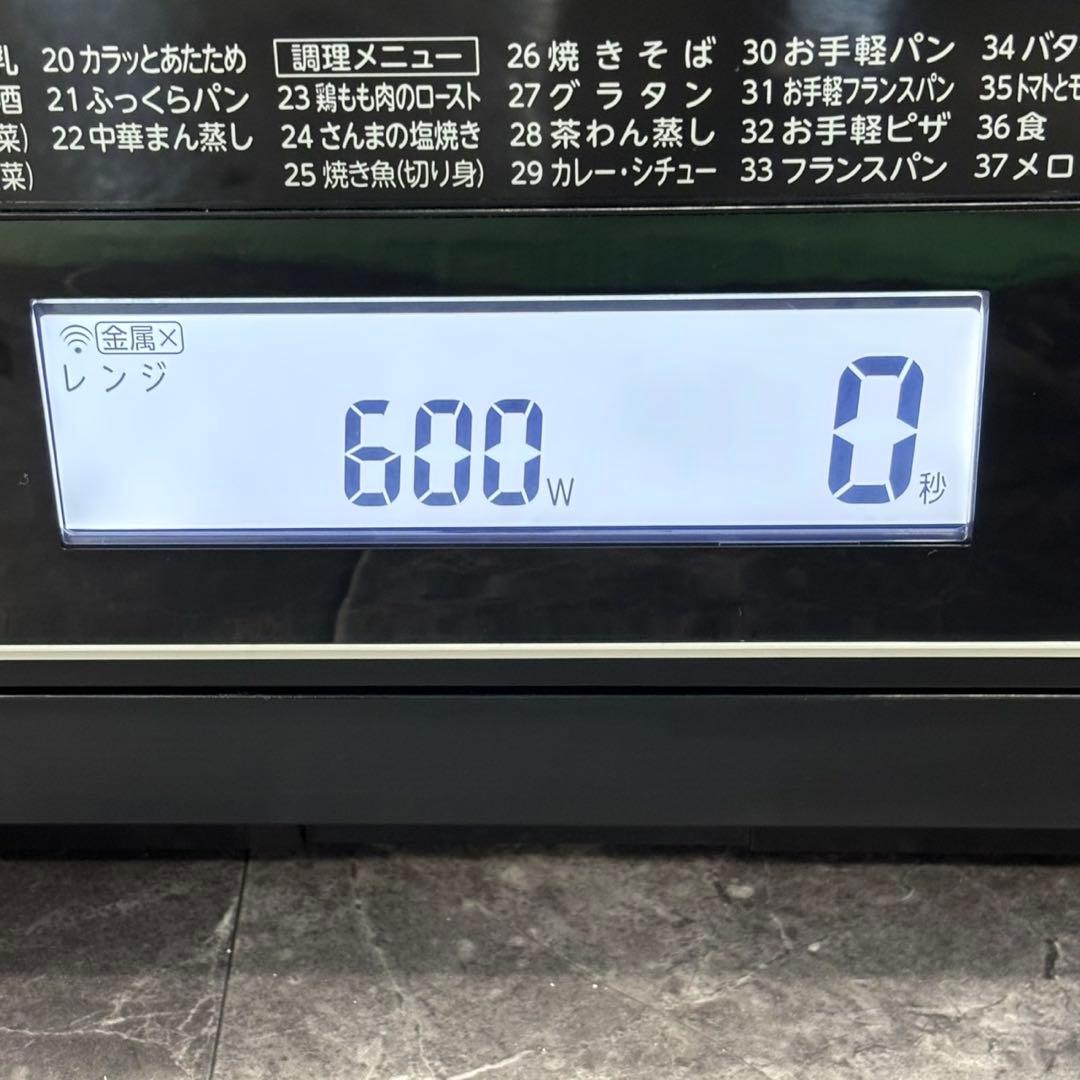 乳 20 カラッとあたため 調理メニュー 26 焼きそば 30 お手軽パン 34 バタ
酒 21 ふっくらパン 23 鶏もも肉のロースト 27 グラタン 31 お手軽フランスパン 35 トマトとモ
菜) 22 中華まん蒸し 24 さんまの塩焼き 28 茶わん蒸し 32 お手軽ピザ 36 食
菜) 25 焼き魚(切り身) 29 カレー・シチュー 33 フランスパン 37 メロ
金属×
レンジ
600W 0秒